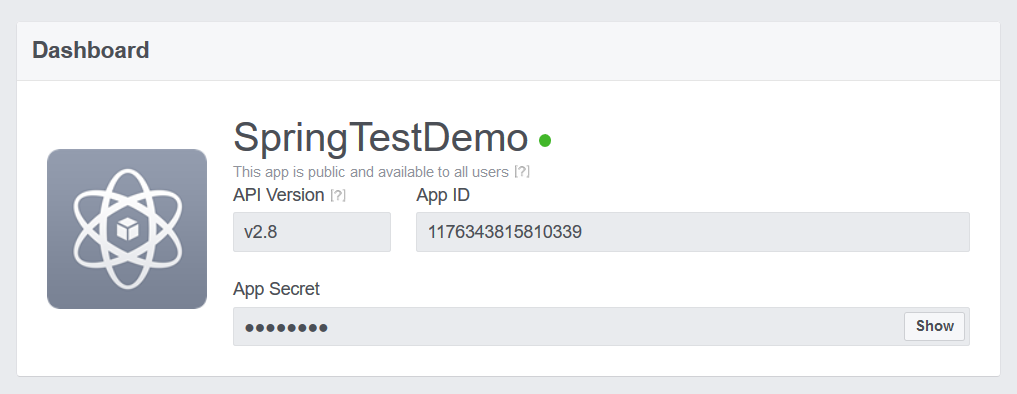 Dashboard
SpringTestDemo
This app is public and available to all users [?]
API Version [?] App ID
v2.8 1176343815810339
App Secret
●●●●●●●● Show